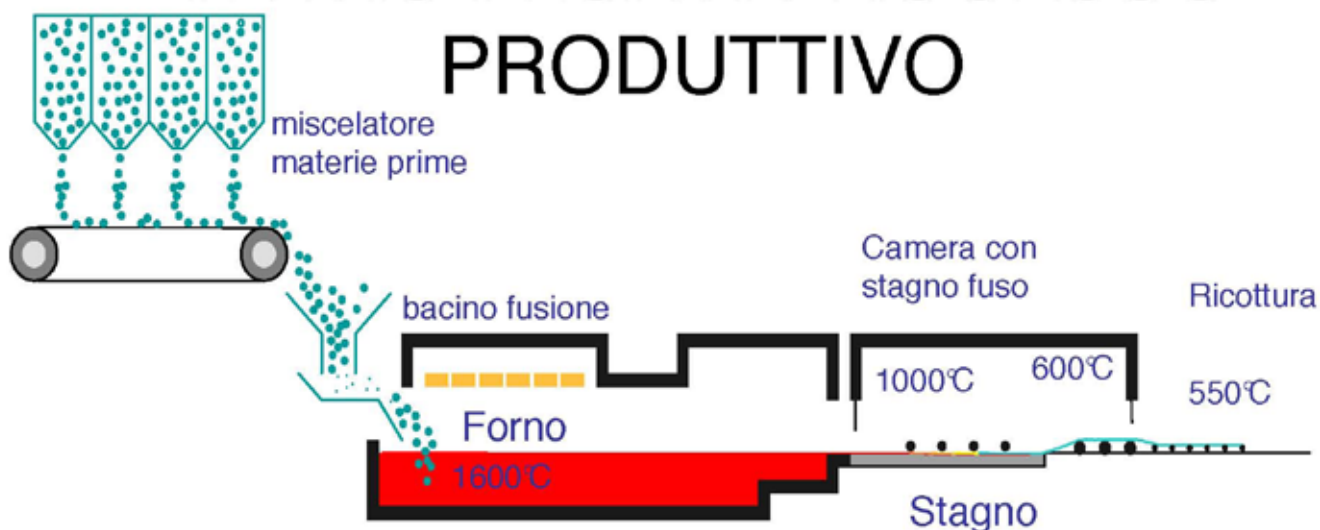 PRODUTTIVO
miscelatore
materie prime
Camera con
stagno fuso
Ricottura
bacino fusione
1000°C
600°C
550°C
Forno
1600°C
Stagno